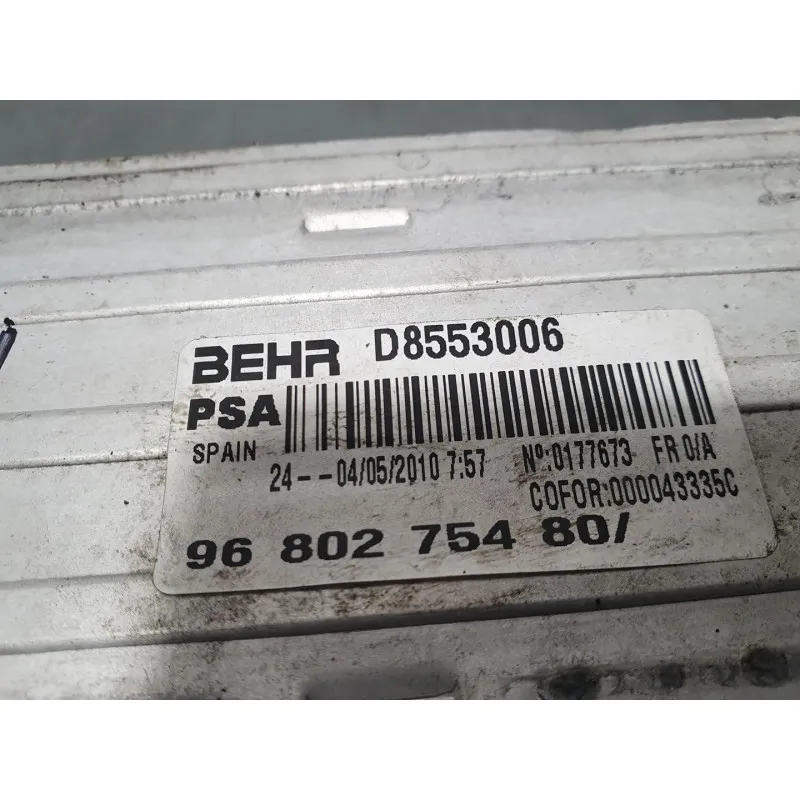 BEHR D8553006
PSA
SPAIN 24--04/05/2010 7:57 Nº:0177673 FR 0/A
COFOR:000043335C
96 802 754 80/